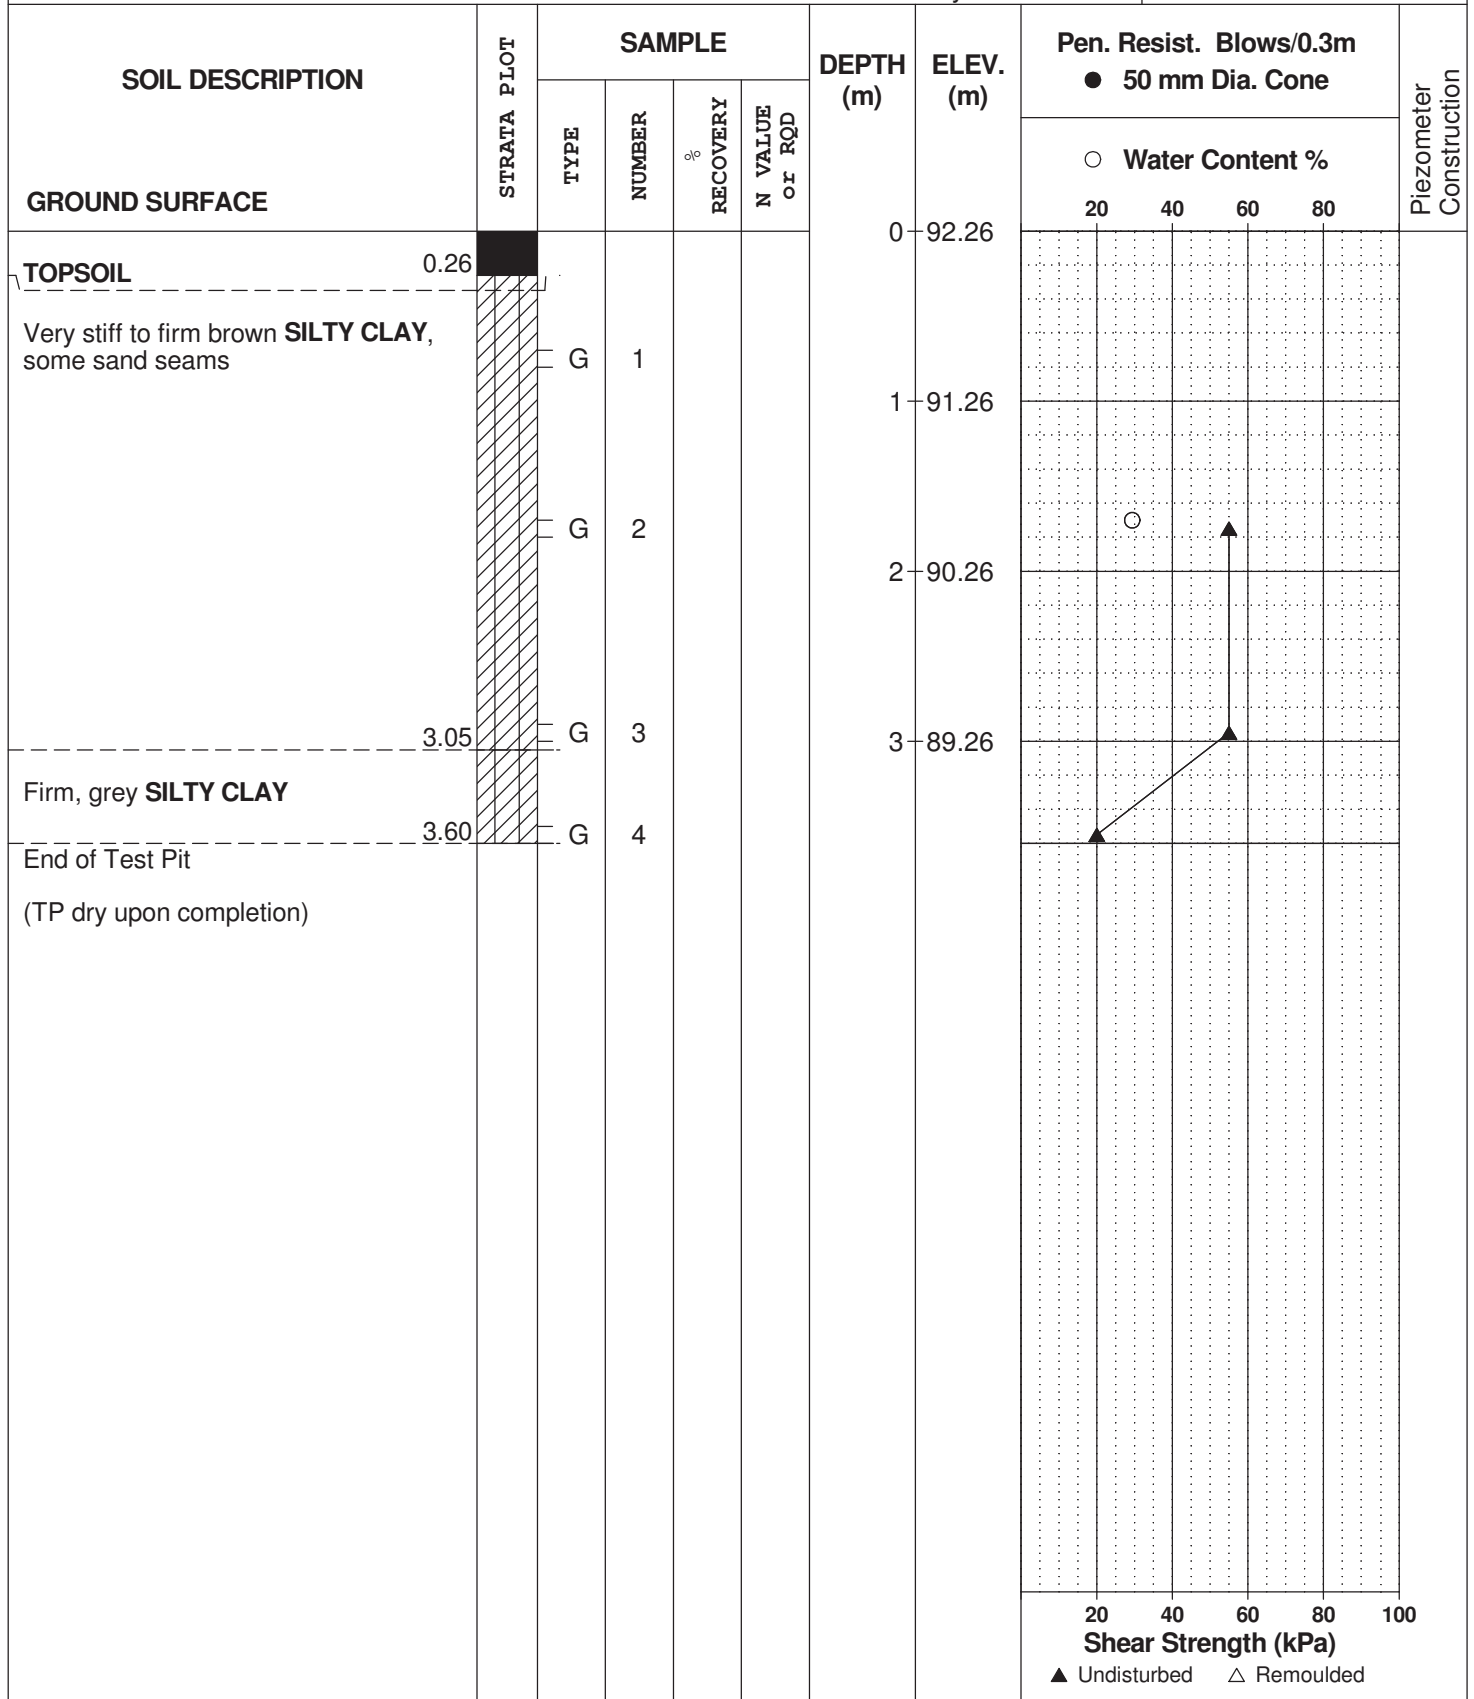 SOIL DESCRIPTION
GROUND SURFACE
STRATA PLOT
SAMPLE
TYPE
NUMBER
%
RECOVERY
N VALUE
or RQD
DEPTH
(m)
ELEV.
(m)
Pen. Resist. Blows/0.3m
● 50 mm Dia. Cone
○ Water Content %
20 40 60 80
Piezometer
Construction
0 92.26
TOPSOIL 0.26
Very stiff to firm brown SILTY CLAY,
some sand seams
G 1
1 91.26
G 2
2 90.26
G 3
3.05
3 89.26
Firm, grey SILTY CLAY
3.60
G 4
End of Test Pit
(TP dry upon completion)
20 40 60 80 100
Shear Strength (kPa)
▲ Undisturbed △ Remoulded